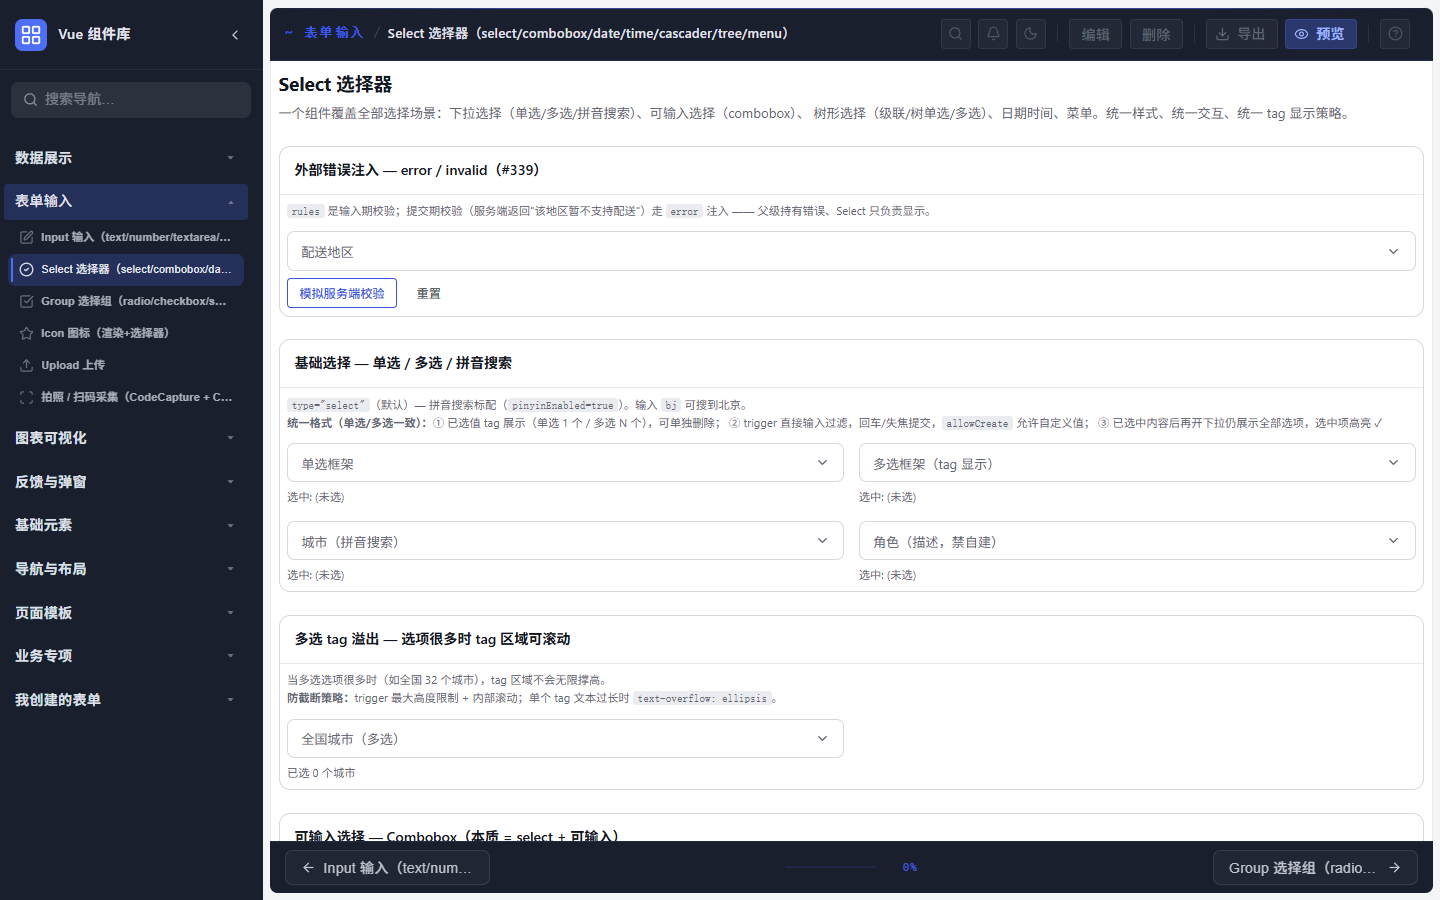 Vue 组件库
搜索导航...
数据展示
表单输入
Input 输入（text/number/textarea/...
Select 选择器（select/combobox/da...
Group 选择组（radio/checkbox/s...
Icon 图标（渲染+选择器）
Upload 上传
拍照 / 扫码采集（CodeCapture + C...
图表可视化
反馈与弹窗
基础元素
导航与布局
页面模板
业务专项
我创建的表单
~ 表单输入 / Select 选择器（select/combobox/date/time/cascader/tree/menu）
编辑
删除
导出
预览
Select 选择器
一个组件覆盖全部选择场景：下拉选择（单选/多选/拼音搜索）、可输入选择（combobox）、 树形选择（级联/树单选/多选）、日期时间、菜单。统一样式、统一交互、统一 tag 显示策略。
外部错误注入 — error / invalid（#339）
rules 是输入期校验；提交期校验（服务端返回"该地区暂不支持配送"）走 error 注入 —— 父级持有错误、Select 只负责显示。
配送地区
模拟服务端校验
重置
基础选择 — 单选 / 多选 / 拼音搜索
type="select" （默认）— 拼音搜索标配（ pinyinEnabled=true ）。输入 bj 可搜到北京。
统一格式（单选/多选一致）：① 已选值 tag 展示（单选 1 个 / 多选 N 个），可单独删除； ② trigger 直接输入过滤，回车/失焦提交， allowCreate 允许自定义值； ③ 已选中内容后再开下拉仍展示全部选项，选中项高亮 ✓
单选框架
多选框架（tag 显示）
选中: (未选)
选中: (未选)
城市（拼音搜索）
角色（描述，禁自建）
选中: (未选)
选中: (未选)
多选 tag 溢出 — 选项很多时 tag 区域可滚动
当多选选项很多时（如全国 32 个城市），tag 区域不会无限撑高。
防截断策略：trigger 最大高度限制 + 内部滚动；单个 tag 文本过长时 text-overflow: ellipsis 。
全国城市（多选）
已选 0 个城市
可输入选择 — Combobox（本质 = select + 可输入）
Input 输入（text/num...
0%
Group 选择组（radio...